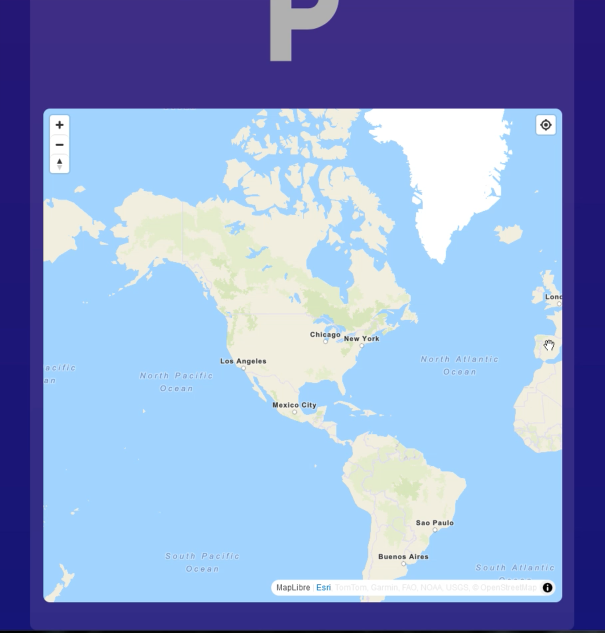 P
Lond
Chicago
New York
Los Angeles
North Atlantic
Ocean
acific
an
North Pacific
Ocean
Mexico City
Sao Paulo
South Pacific
Ocean
Buenos Aires
South Atlantic
Ocean
MapLibre | Esri, TomTom, Garmin, FAO, NOAA, USGS, © OpenStreetMap